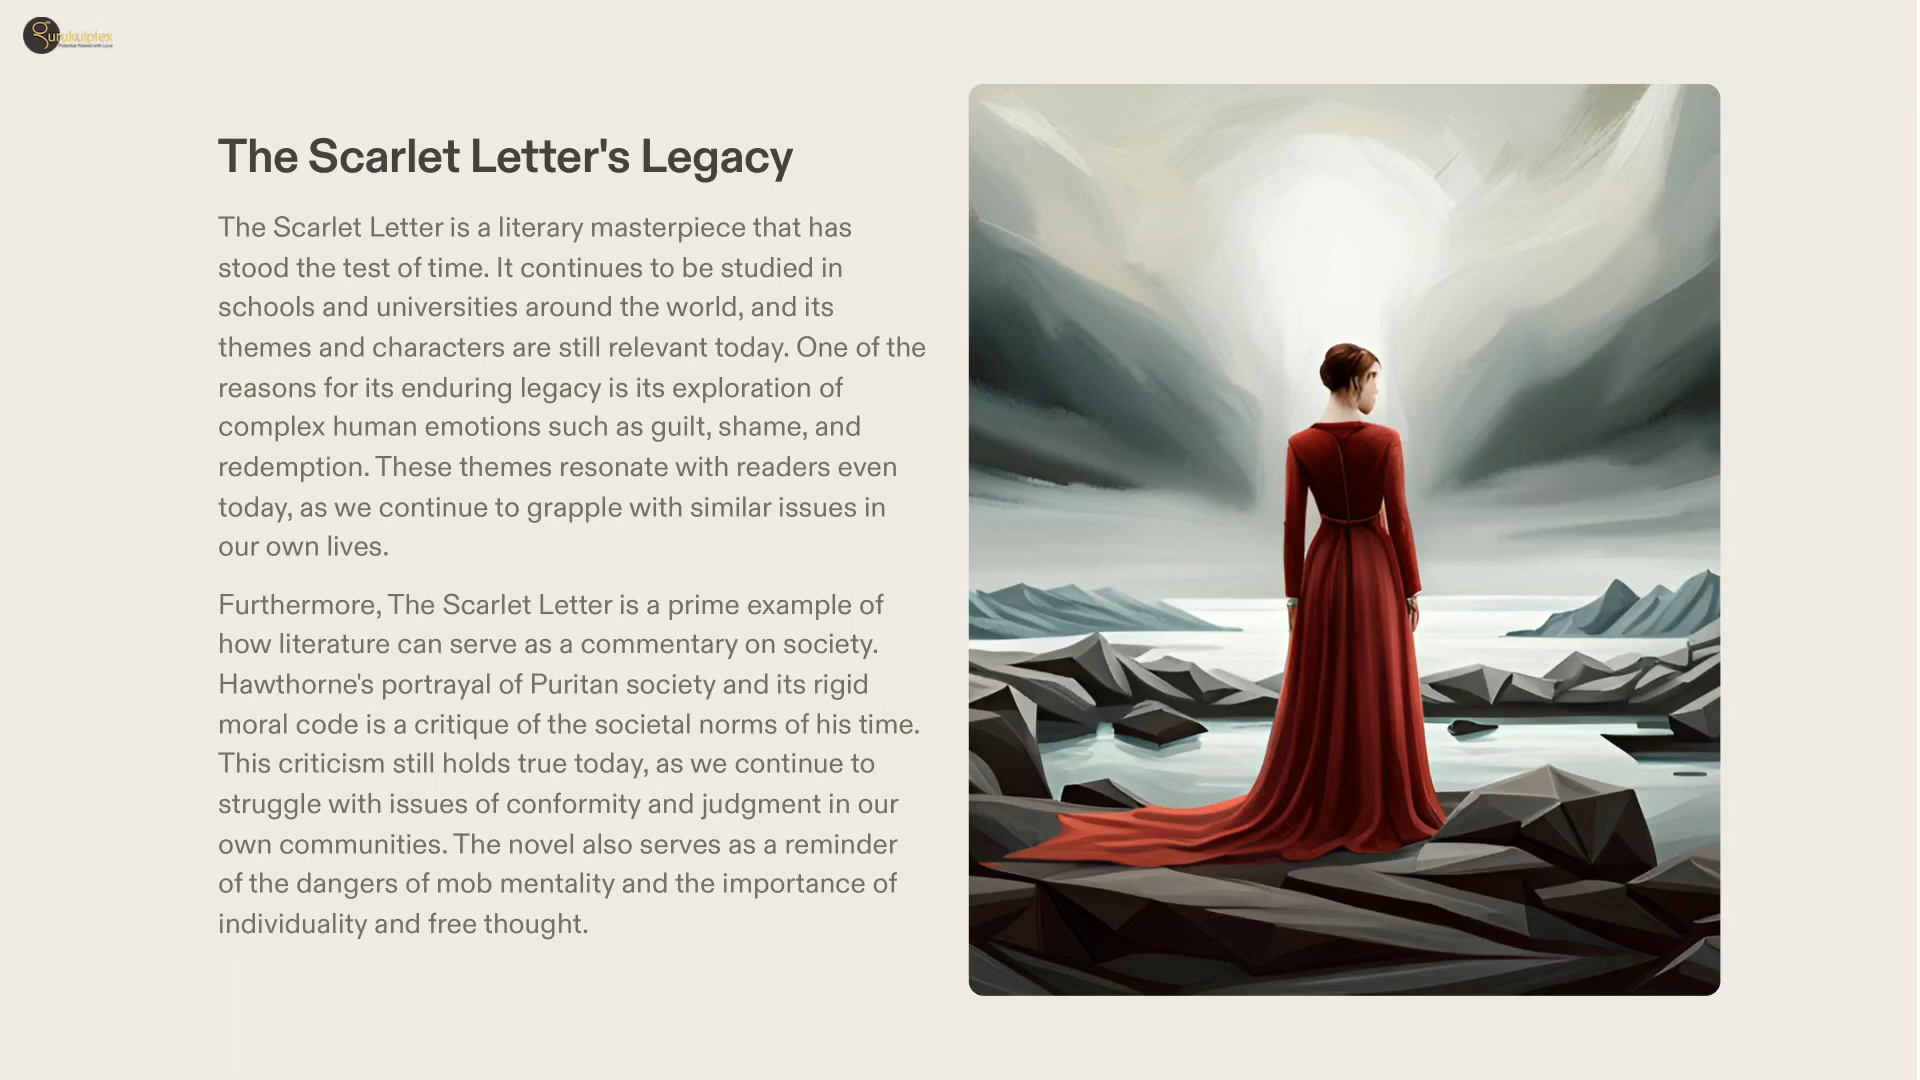 gurukulplex
Potential Raised with Love
The Scarlet Letter's Legacy
The Scarlet Letter is a literary masterpiece that has
stood the test of time. It continues to be studied in
schools and universities around the world, and its
themes and characters are still relevant today. One of the
reasons for its enduring legacy is its exploration of
complex human emotions such as guilt, shame, and
redemption. These themes resonate with readers even
today, as we continue to grapple with similar issues in
our own lives.
Furthermore, The Scarlet Letter is a prime example of
how literature can serve as a commentary on society.
Hawthorne's portrayal of Puritan society and its rigid
moral code is a critique of the societal norms of his time.
This criticism still holds true today, as we continue to
struggle with issues of conformity and judgment in our
own communities. The novel also serves as a reminder
of the dangers of mob mentality and the importance of
individuality and free thought.